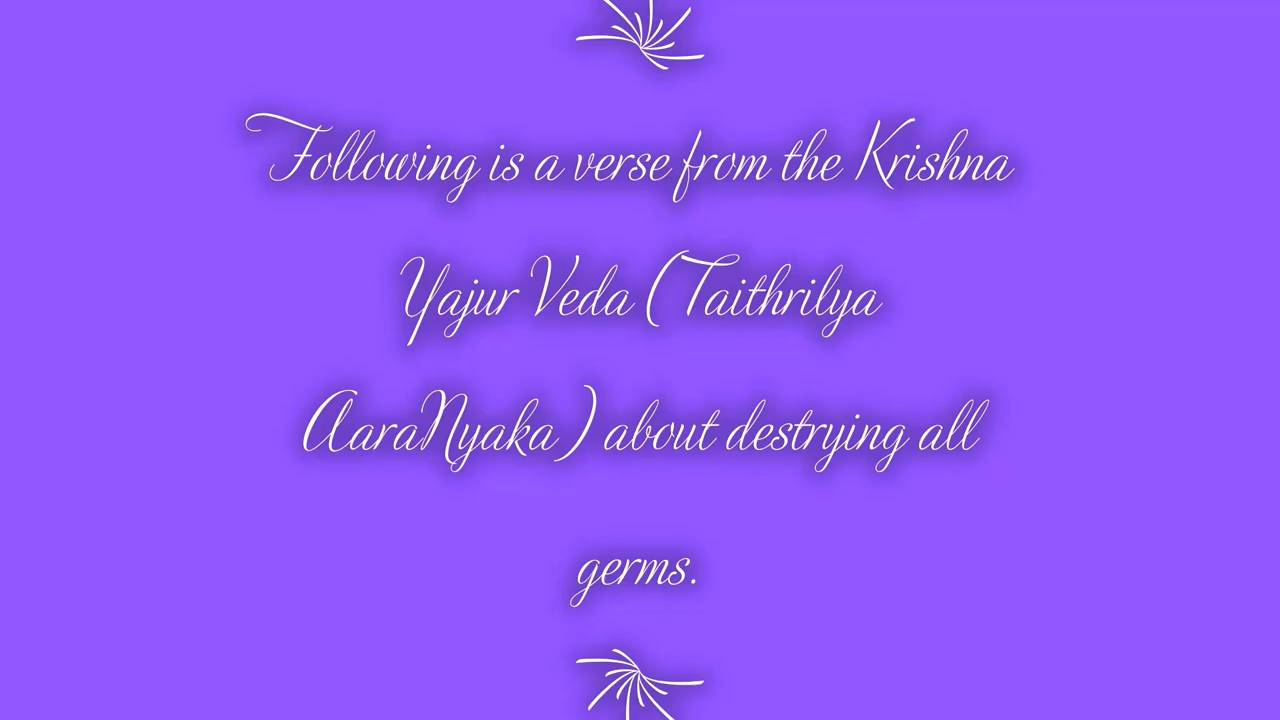 Following is a verse from the Krishna
Yajur Veda (Taithrilya
AaraNyaka) about destrying all
germs.